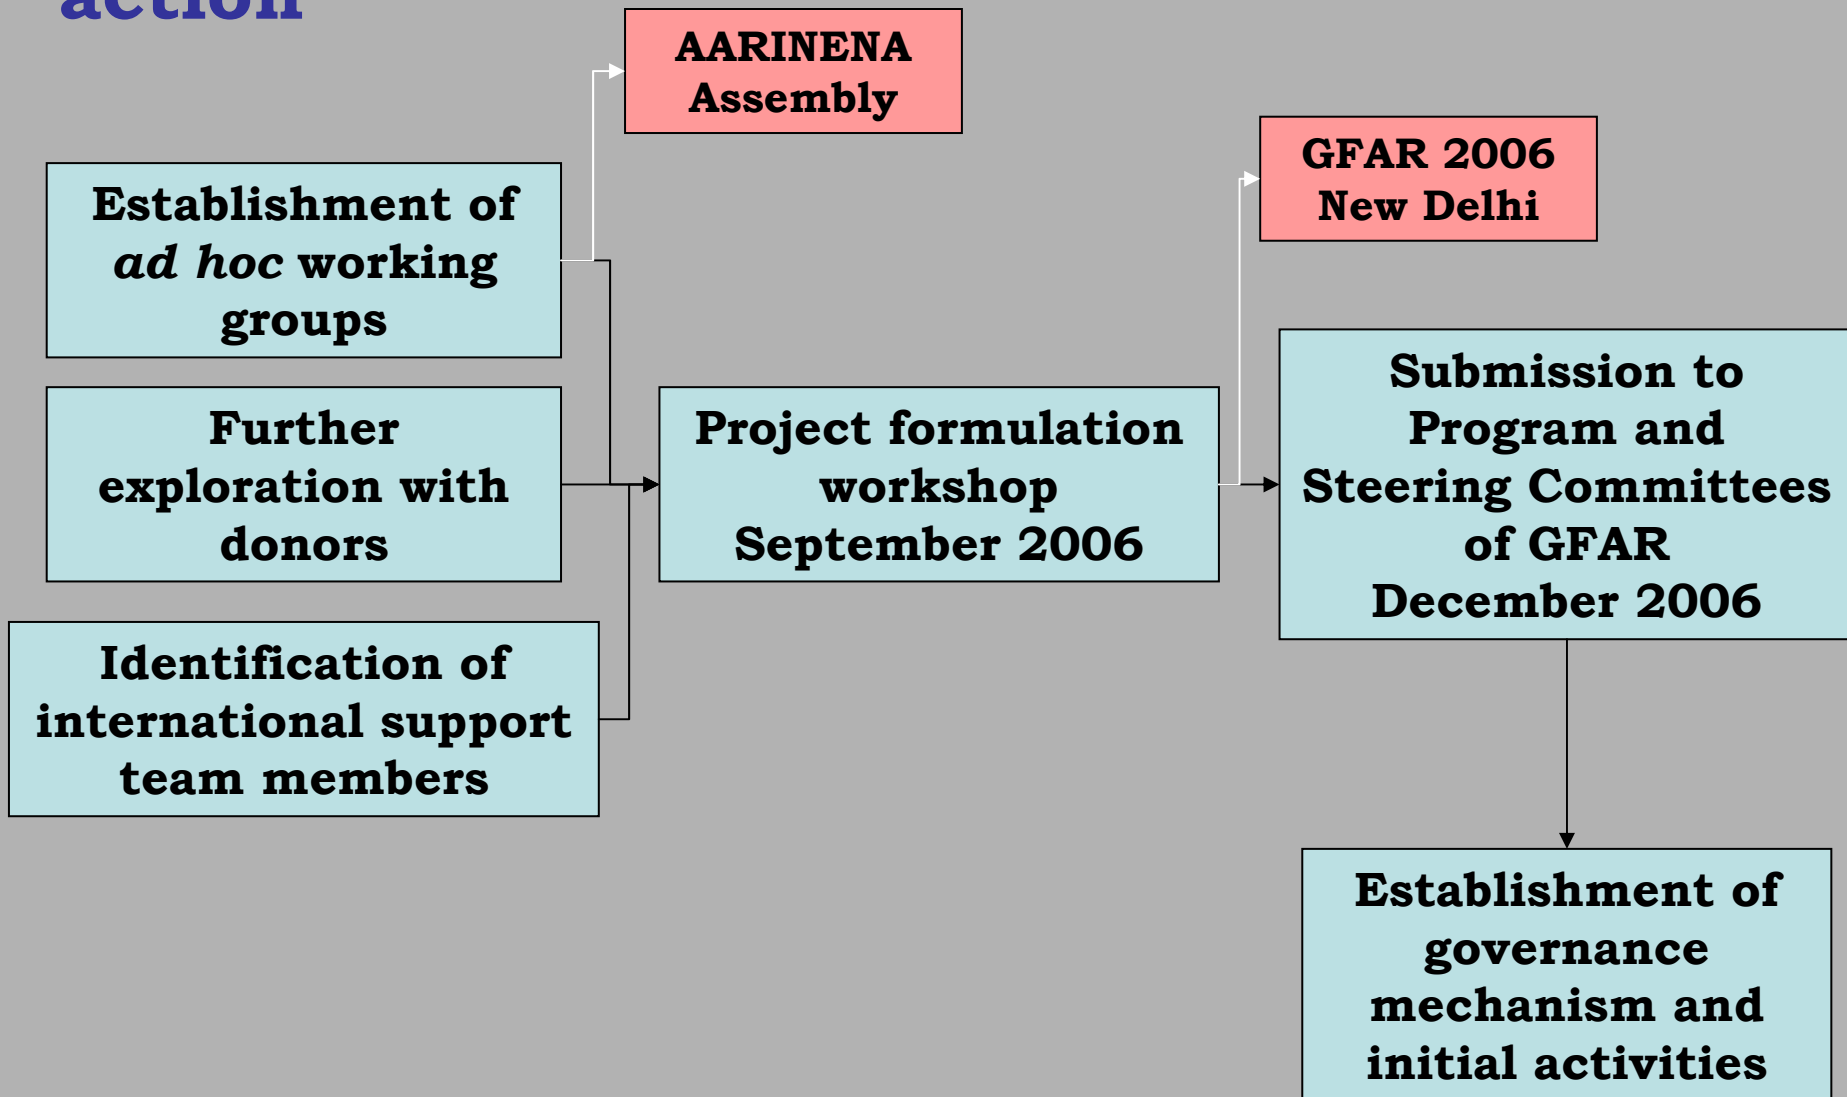 action
AARINENA
Assembly
GFAR 2006
New Delhi
Establishment of
ad hoc working
groups
Further
exploration with
donors
Identification of
international support
team members
Project formulation
workshop
September 2006
Submission to
Program and
Steering Committees
of GFAR
December 2006
Establishment of
governance
mechanism and
initial activities